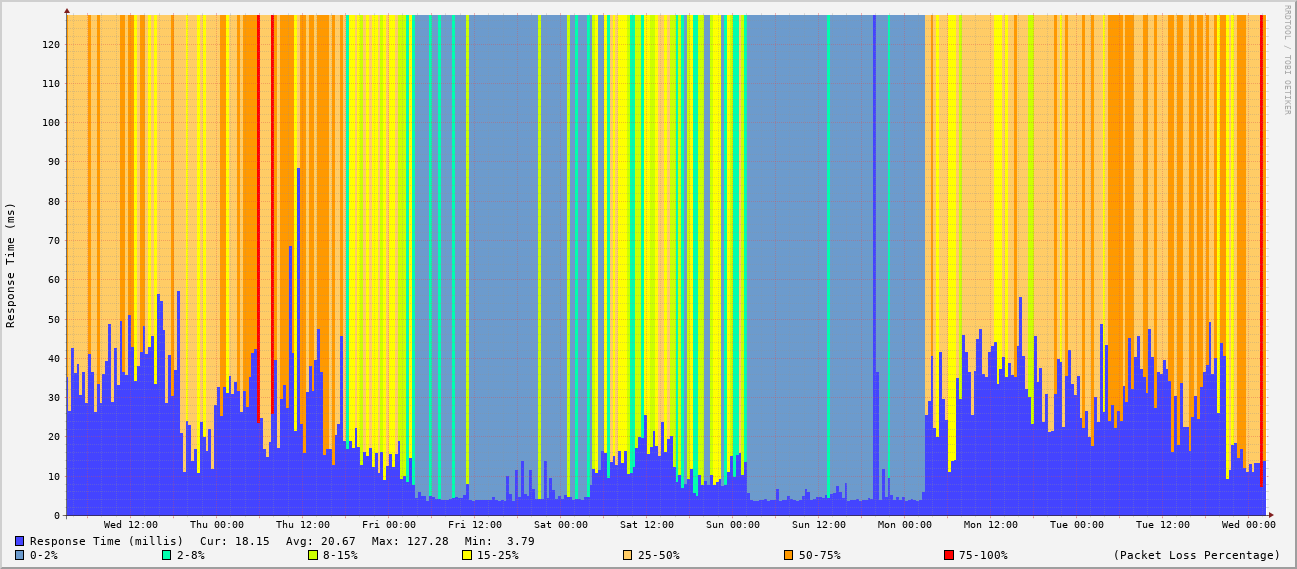 RRDTOOL / TOBI OETIKER
Response Time (ms)
120
110
100
90
80
70
60
50
40
30
20
10
0
Wed 12:00 Thu 00:00 Thu 12:00 Fri 00:00 Fri 12:00 Sat 00:00 Sat 12:00 Sun 00:00 Sun 12:00 Mon 00:00 Mon 12:00 Tue 00:00 Tue 12:00 Wed 00:00
Response Time (millis) Cur: 18.15 Avg: 20.67 Max: 127.28 Min: 3.79
0-2% 2-8% 8-15% 15-25% 25-50% 50-75% 75-100% (Packet Loss Percentage)